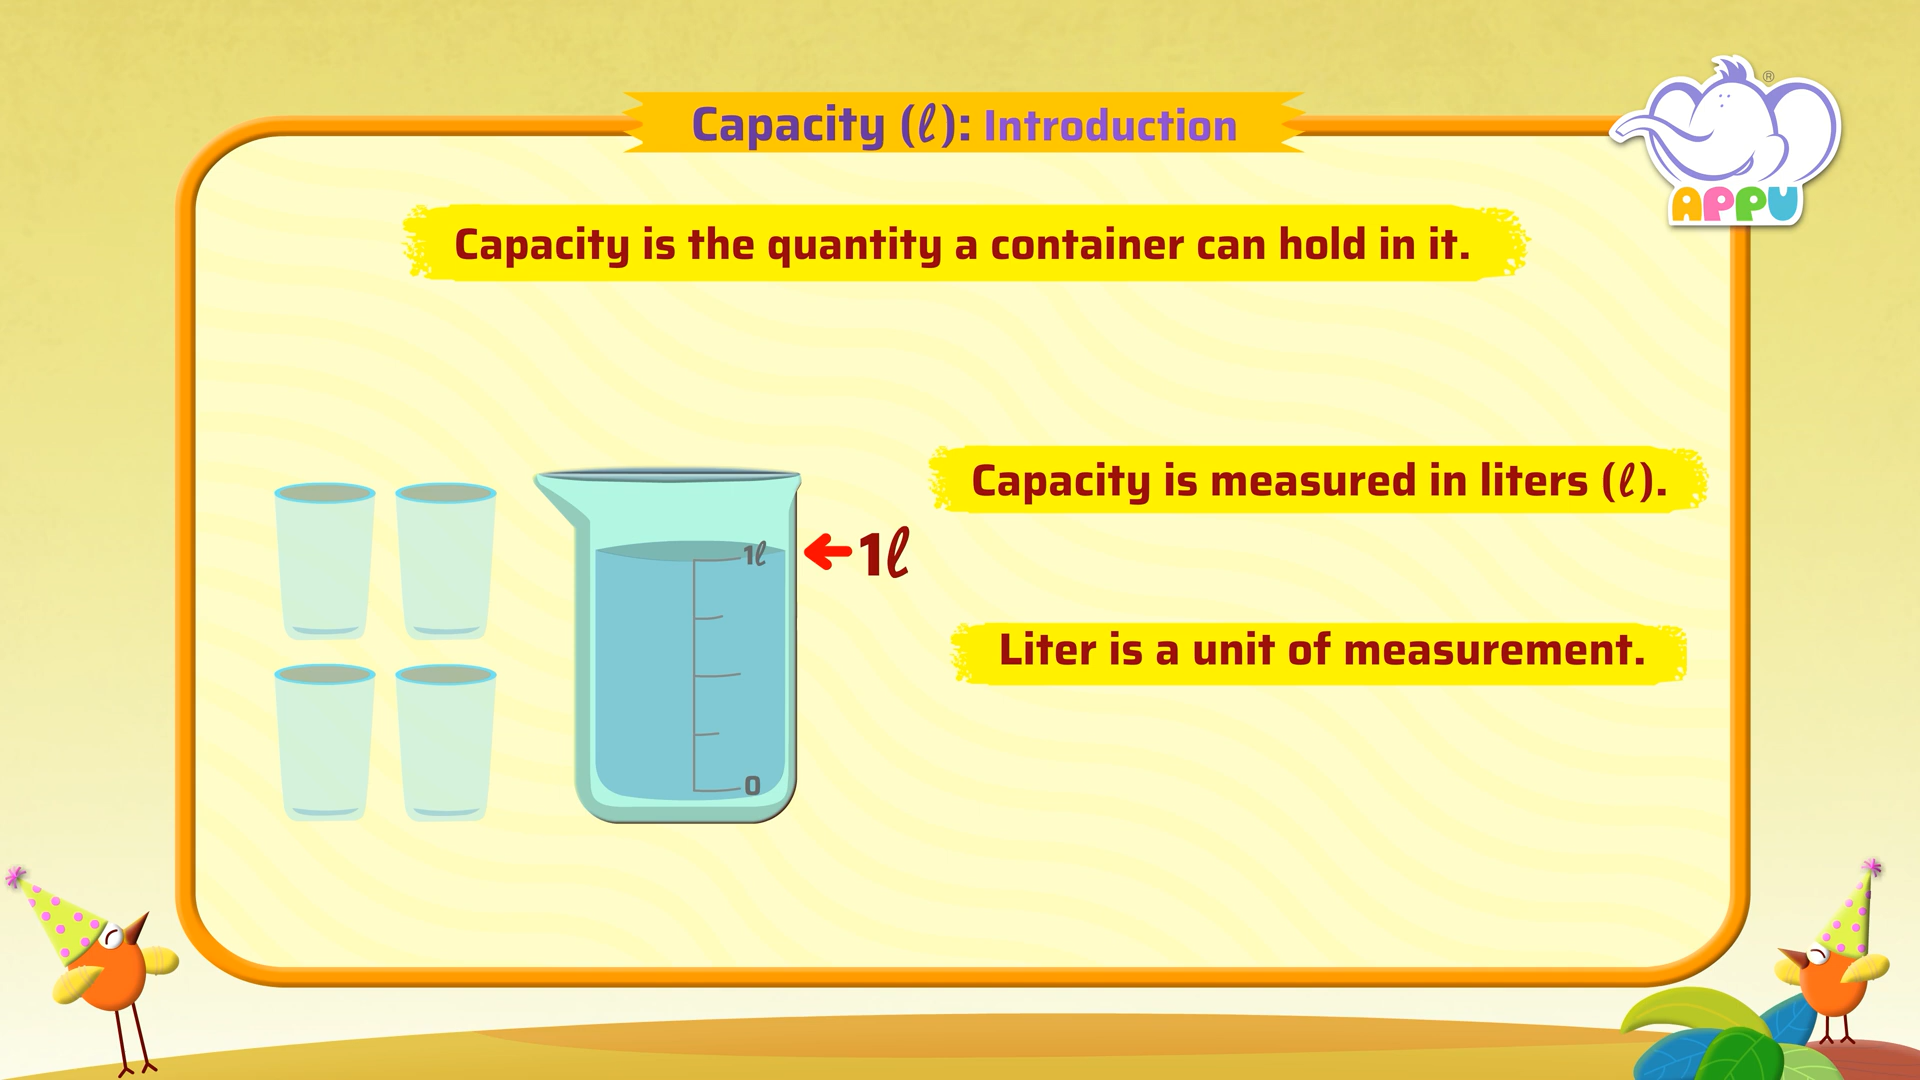 Capacity (ℓ): Introduction
®
APPU
Capacity is the quantity a container can hold in it.
Capacity is measured in liters (ℓ).
1ℓ
1ℓ
Liter is a unit of measurement.
0